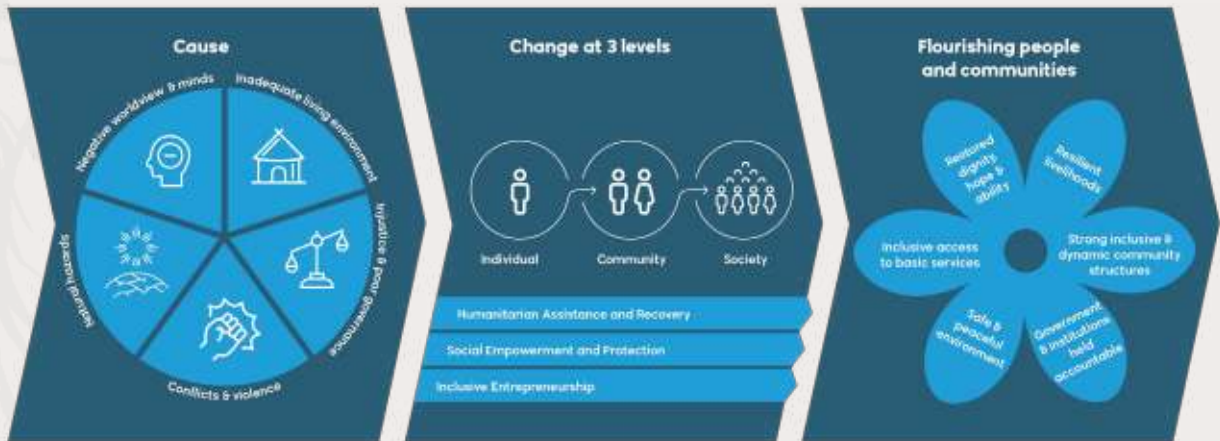 Cause
Negative worldview & minds
Inadequate living environment
Injustice & poor governance
Conflicts & violence
Natural hazards
Change at 3 levels
Individual
Community
Society
Humanitarian Assistance and Recovery
Social Empowerment and Protection
Inclusive Entrepreneurship
Flourishing people
and communities
Restored
dignity,
hope &
ability
Resilient
livelihoods
Inclusive access
to basic services
Strong inclusive &
dynamic community
structures
Safe &
peaceful
environment
Government
& institutions
held
accountable